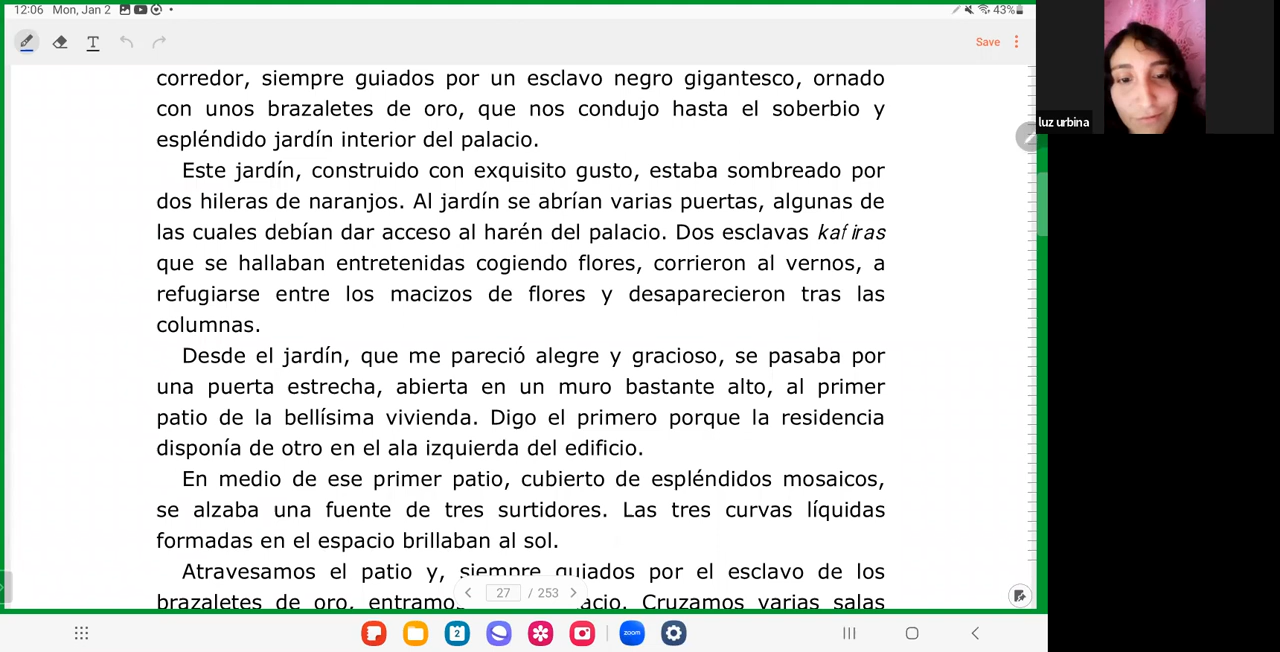 12:06 Mon, Jan 2
43%
T
Save
luz urbina
corredor, siempre guiados por un esclavo negro gigantesco, ornado
con unos brazaletes de oro, que nos condujo hasta el soberbio y
espléndido jardín interior del palacio.
Este jardín, construido con exquisito gusto, estaba sombreado por
dos hileras de naranjos. Al jardín se abrían varias puertas, algunas de
las cuales debían dar acceso al harén del palacio. Dos esclavas kafiras
que se hallaban entretenidas cogiendo flores, corrieron al vernos, a
refugiarse entre los macizos de flores y desaparecieron tras las
columnas.
Desde el jardín, que me pareció alegre y gracioso, se pasaba por
una puerta estrecha, abierta en un muro bastante alto, al primer
patio de la bellísima vivienda. Digo el primero porque la residencia
disponía de otro en el ala izquierda del edificio.
En medio de ese primer patio, cubierto de espléndidos mosaicos,
se alzaba una fuente de tres surtidores. Las tres curvas líquidas
formadas en el espacio brillaban al sol.
Atravesamos el patio y, siempre guiados por el esclavo de los
brazaletes de oro, entramos acio. Cruzamos varias salas
27 / 253
2
zoom